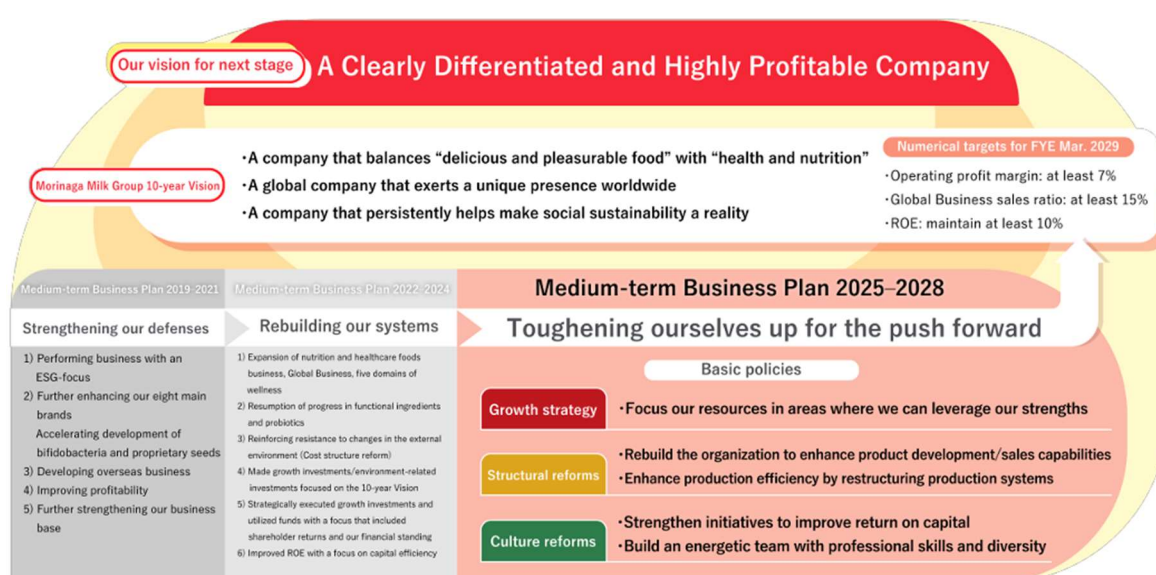 Our vision for next stage
A Clearly Differentiated and Highly Profitable Company
Morinaga Milk Group 10-year Vision
・A company that balances “delicious and pleasurable food” with “health and nutrition”
・A global company that exerts a unique presence worldwide
・A company that persistently helps make social sustainability a reality
Numerical targets for FYE Mar. 2029
・Operating profit margin: at least 7%
・Global Business sales ratio: at least 15%
・ROE: maintain at least 10%
Medium-term Business Plan 2019–2021
Strengthening our defenses
1) Performing business with an
ESG-focus
2) Further enhancing our eight main
brands
Accelerating development of
bifidobacteria and proprietary seeds
3) Developing overseas business
4) Improving profitability
5) Further strengthening our business
base
Medium-term Business Plan 2022–2024
Rebuilding our systems
1) Expansion of nutrition and healthcare foods
business, Global Business, five domains of
wellness
2) Resumption of progress in functional ingredients
and probiotics
3) Reinforcing resistance to changes in the external
environment (Cost structure reform)
4) Made growth investments/environment-related
investments focused on the 10-year Vision
5) Strategically executed growth investments and
utilized funds with a focus that included
shareholder returns and our financial standing
6) Improved ROE with a focus on capital efficiency
Medium-term Business Plan 2025–2028
Toughening ourselves up for the push forward
Basic policies
Growth strategy
・Focus our resources in areas where we can leverage our strengths
Structural reforms
・Rebuild the organization to enhance product development/sales capabilities
・Enhance production efficiency by restructuring production systems
Culture reforms
・Strengthen initiatives to improve return on capital
・Build an energetic team with professional skills and diversity